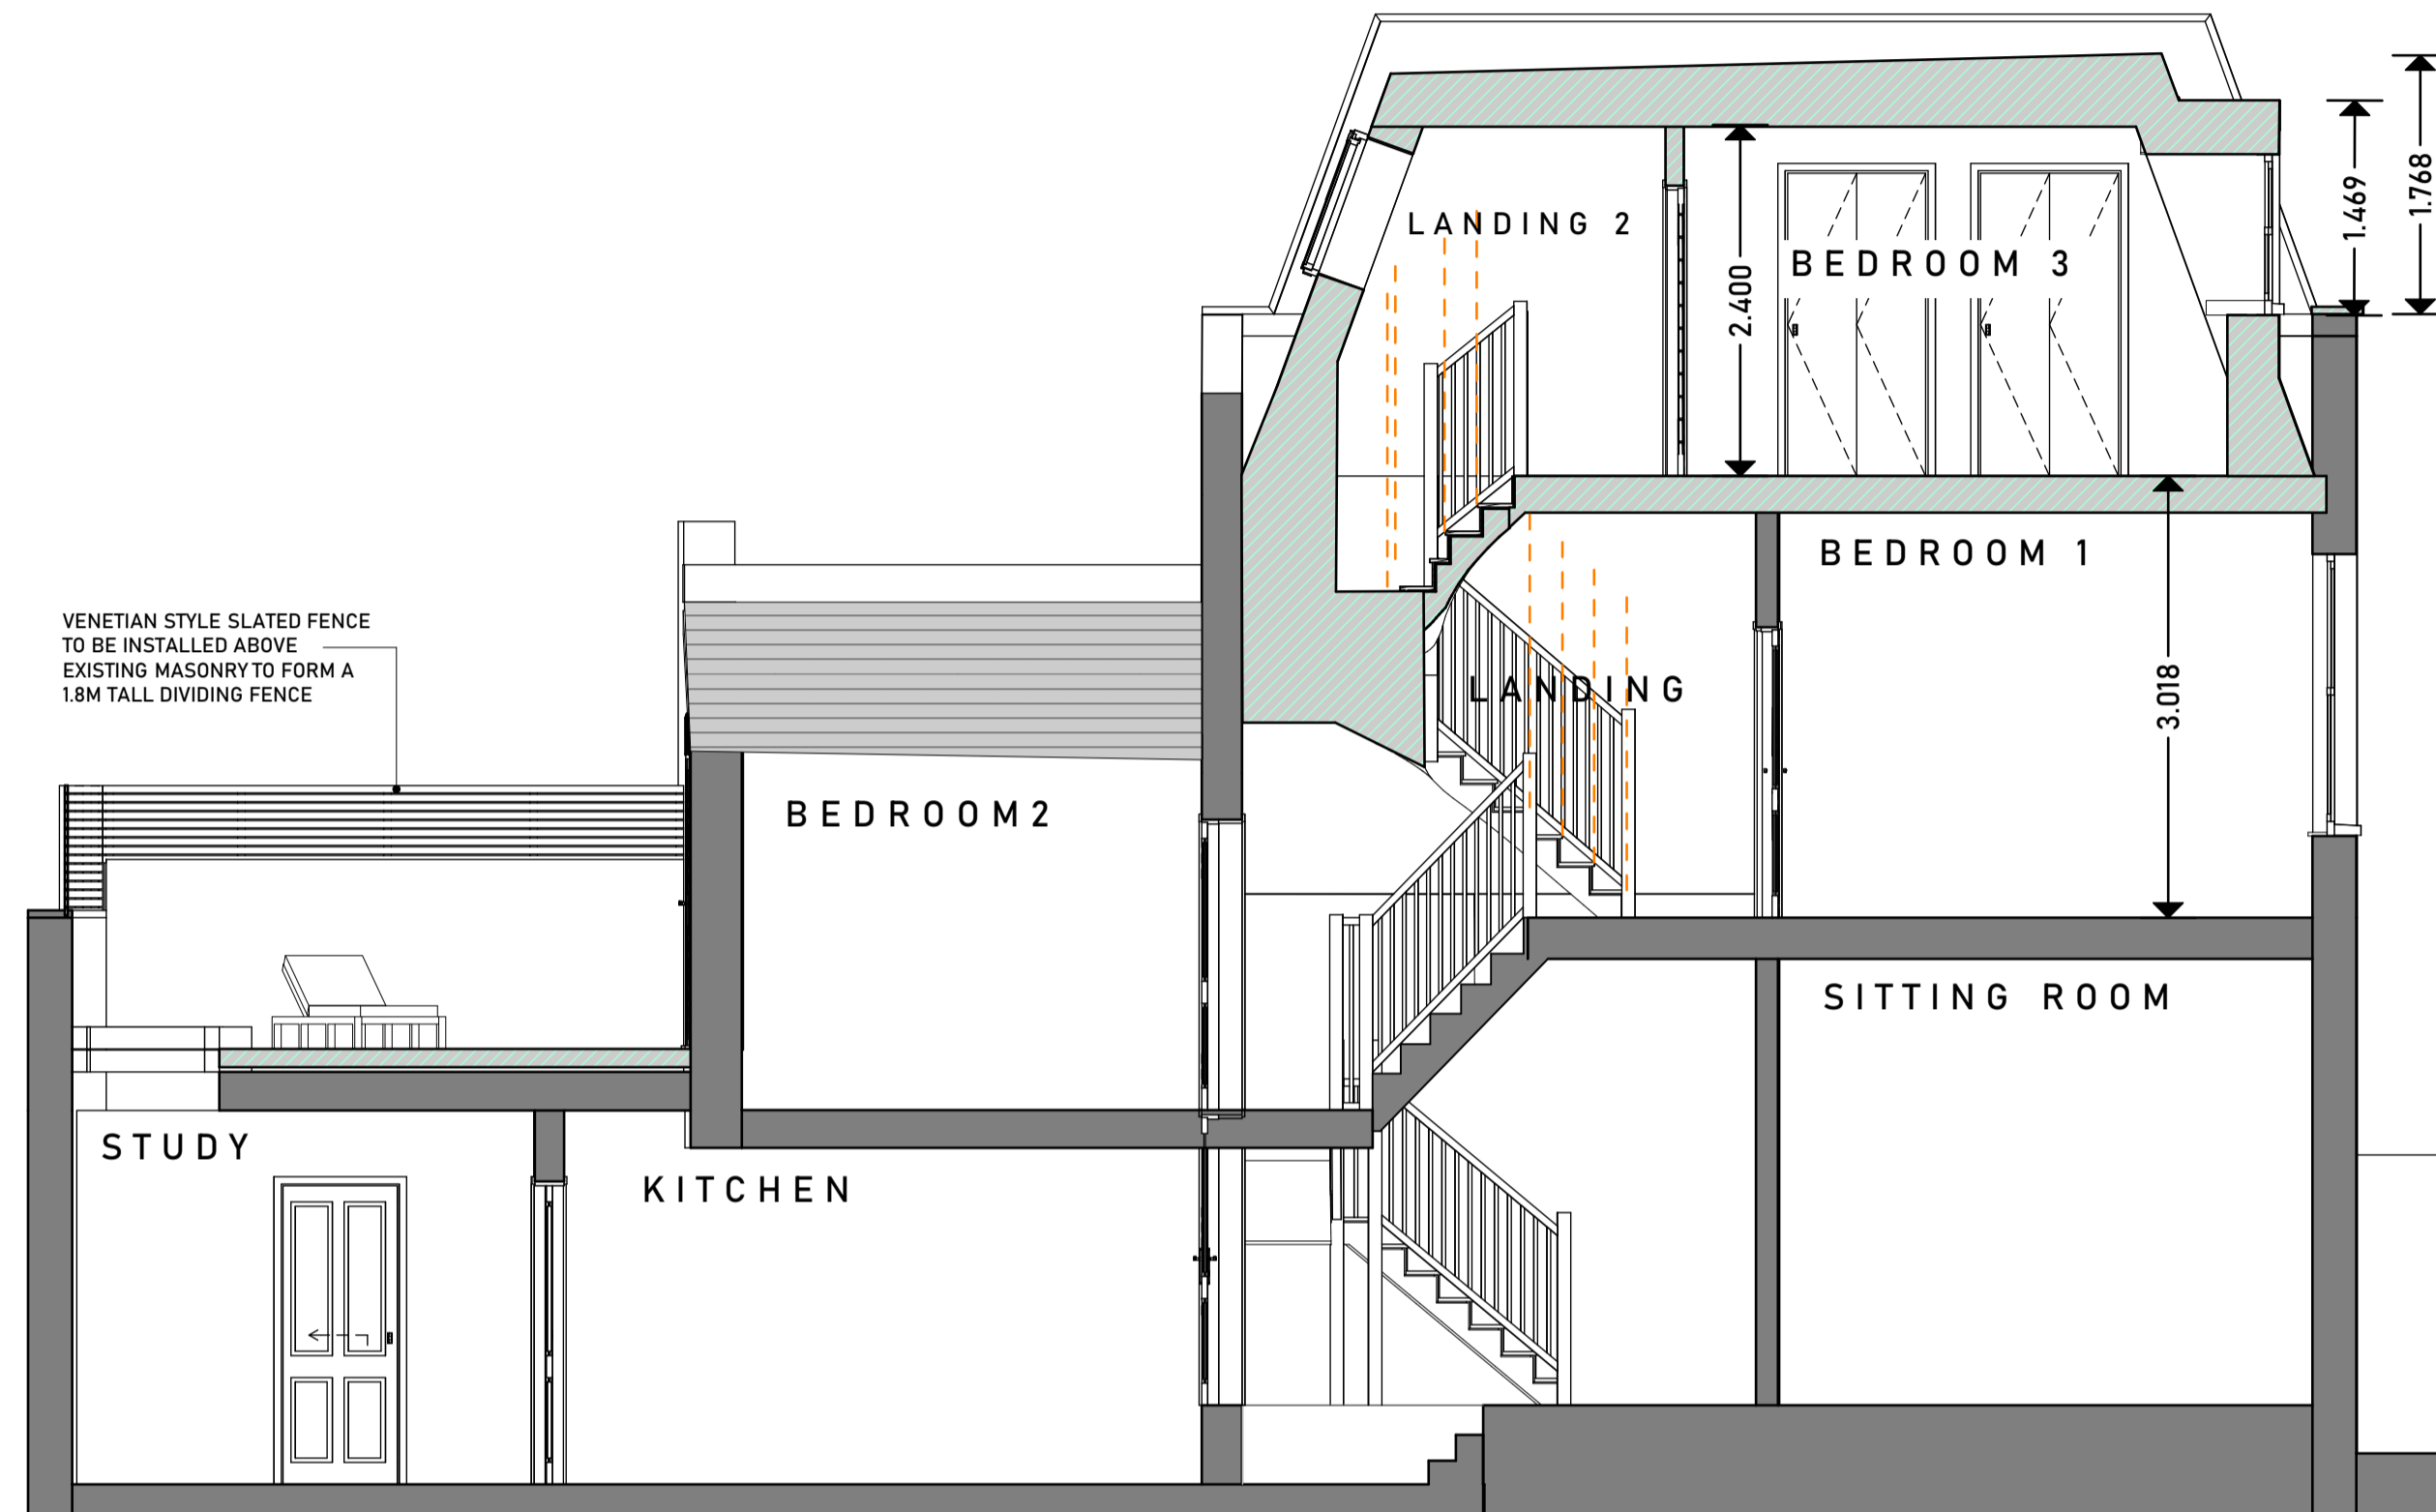 1.768
1.469
LANDING 2
BEDROOM 3
2.400
BEDROOM 1
VENETIAN STYLE SLATED FENCE
TO BE INSTALLED ABOVE
EXISTING MASONRY TO FORM A
1.8M TALL DIVIDING FENCE
LANDING
3.018
BEDROOM2
SITTING ROOM
STUDY
KITCHEN